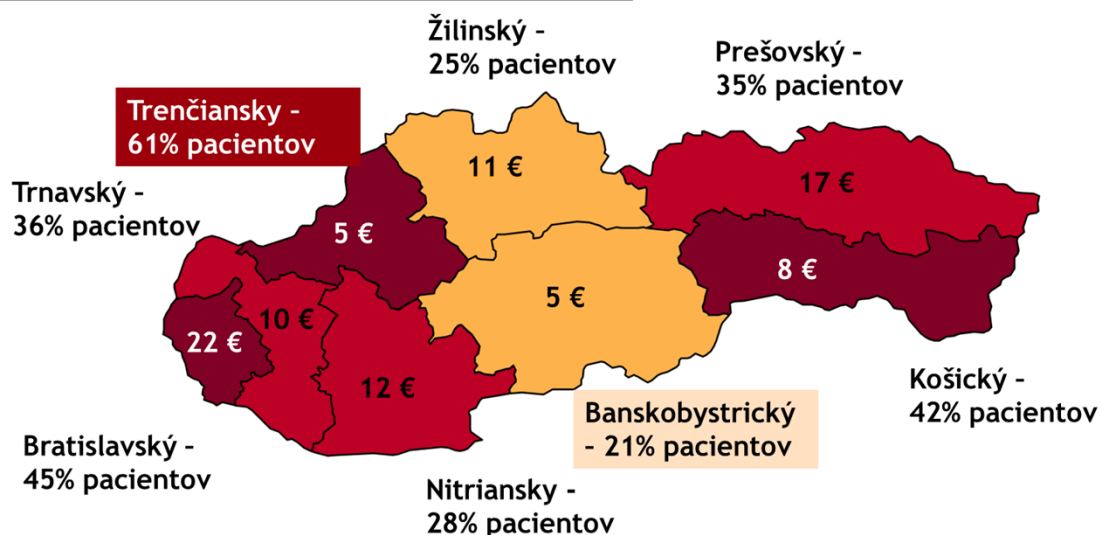 Žilinský –
25% pacientov
Prešovský –
35% pacientov
Trenčiansky –
61% pacientov
11 €
17 €
Trnavský –
36% pacientov
5 €
8 €
5 €
10 €
22 €
12 €
Košický –
42% pacientov
Banskobystrický
– 21% pacientov
Bratislavský –
45% pacientov
Nitriansky –
28% pacientov